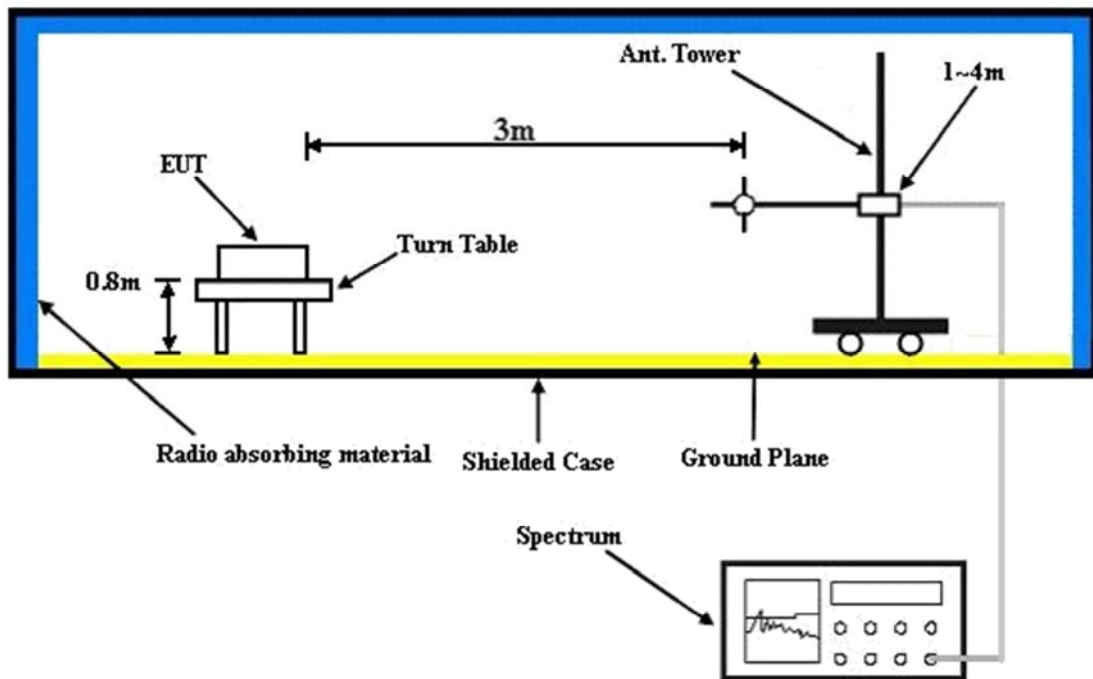 Ant. Tower
1~4m
3m
EUT
Turn Table
0.8m
Radio absorbing material
Shielded Case
Ground Plane
Spectrum